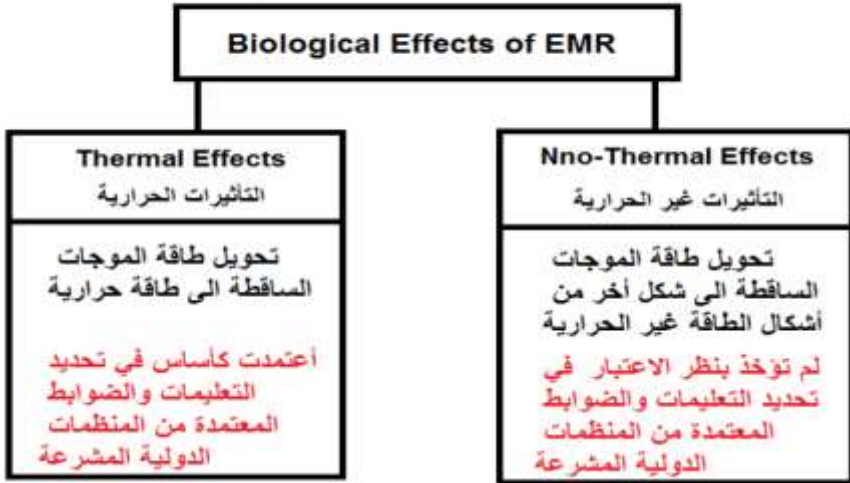 Biological Effects of EMR
Thermal Effects
التأثيرات الحرارية
تحويل طاقة الموجات
الساقطة الى طاقة حرارية
أعتمدت كأساس في تحديد
التعليمات والضوابط
المعتمدة من المنظمات
الدولية المشرعة
Nno-Thermal Effects
التأثيرات غير الحرارية
تحويل طاقة الموجات
الساقطة الى شكل أخر من
أشكال الطاقة غير الحرارية
لم تؤخذ بنظر الاعتبار في
تحديد التعليمات والضوابط
المعتمدة من المنظمات
الدولية المشرعة